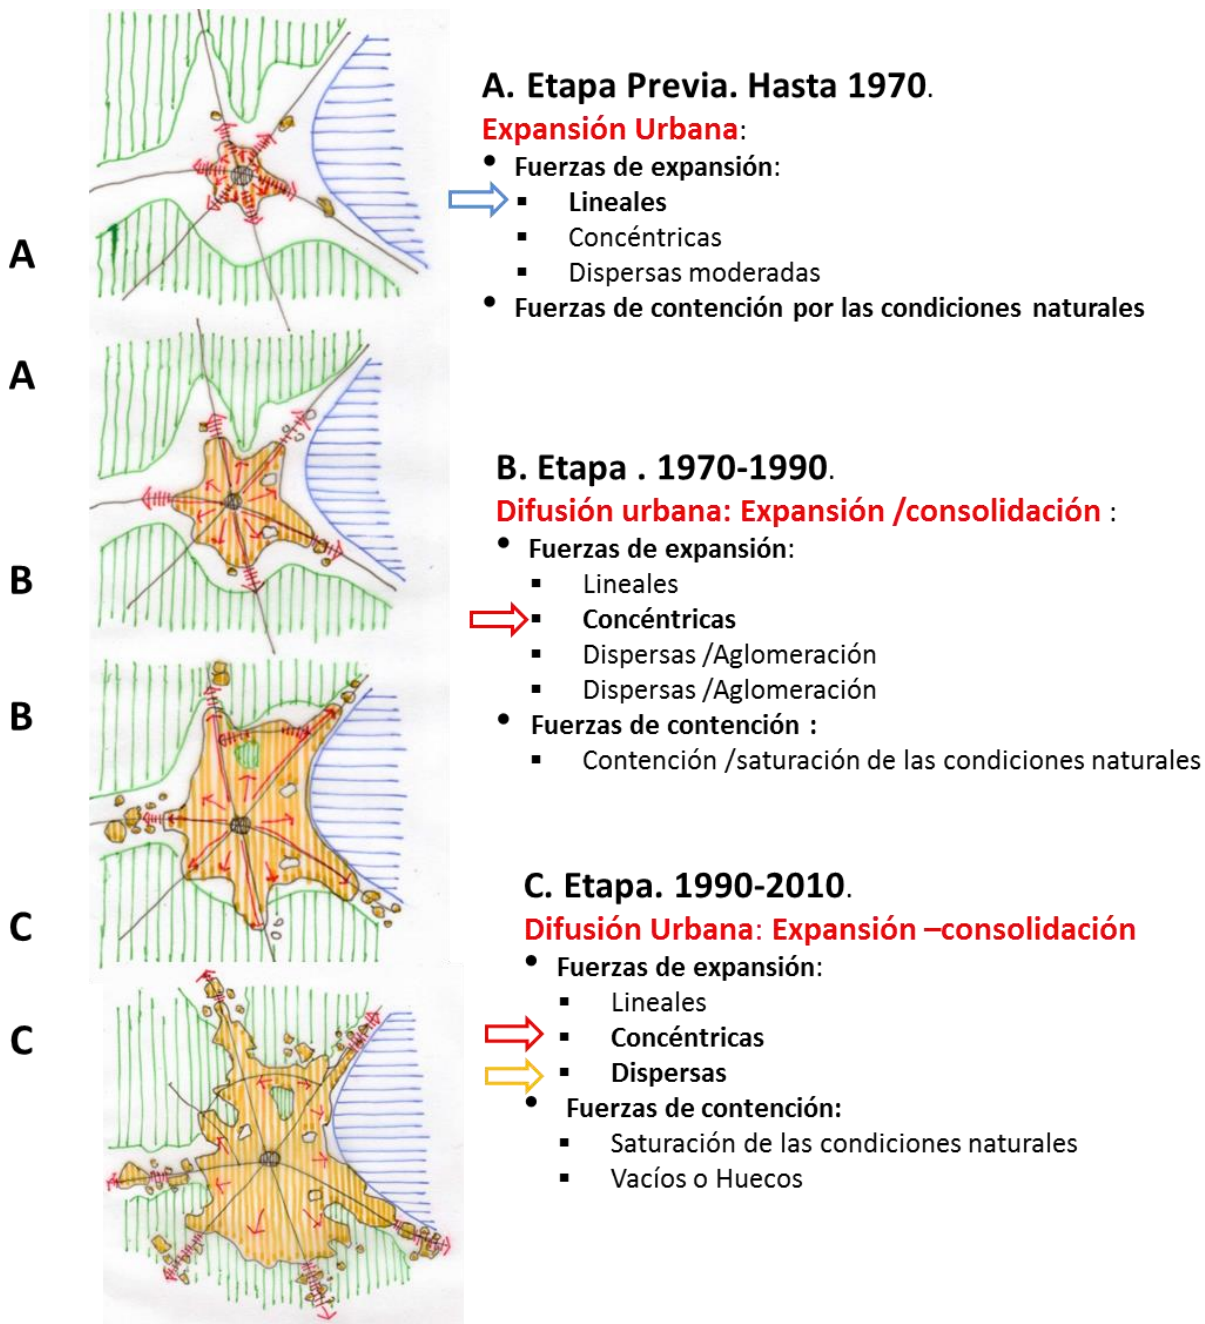 A. Etapa Previa. Hasta 1970.
Expansión Urbana:
• Fuerzas de expansión:
▪ Lineales
▪ Concéntricas
▪ Dispersas moderadas
• Fuerzas de contención por las condiciones naturales
A
A
B. Etapa . 1970-1990.
Difusión urbana: Expansión /consolidación :
• Fuerzas de expansión:
▪ Lineales
▪ Concéntricas
▪ Dispersas /Aglomeración
▪ Dispersas /Aglomeración
• Fuerzas de contención :
▪ Contención /saturación de las condiciones naturales
B
B
C. Etapa. 1990-2010.
Difusión Urbana: Expansión –consolidación
• Fuerzas de expansión:
▪ Lineales
▪ Concéntricas
▪ Dispersas
• Fuerzas de contención:
▪ Saturación de las condiciones naturales
▪ Vacíos o Huecos
C
C